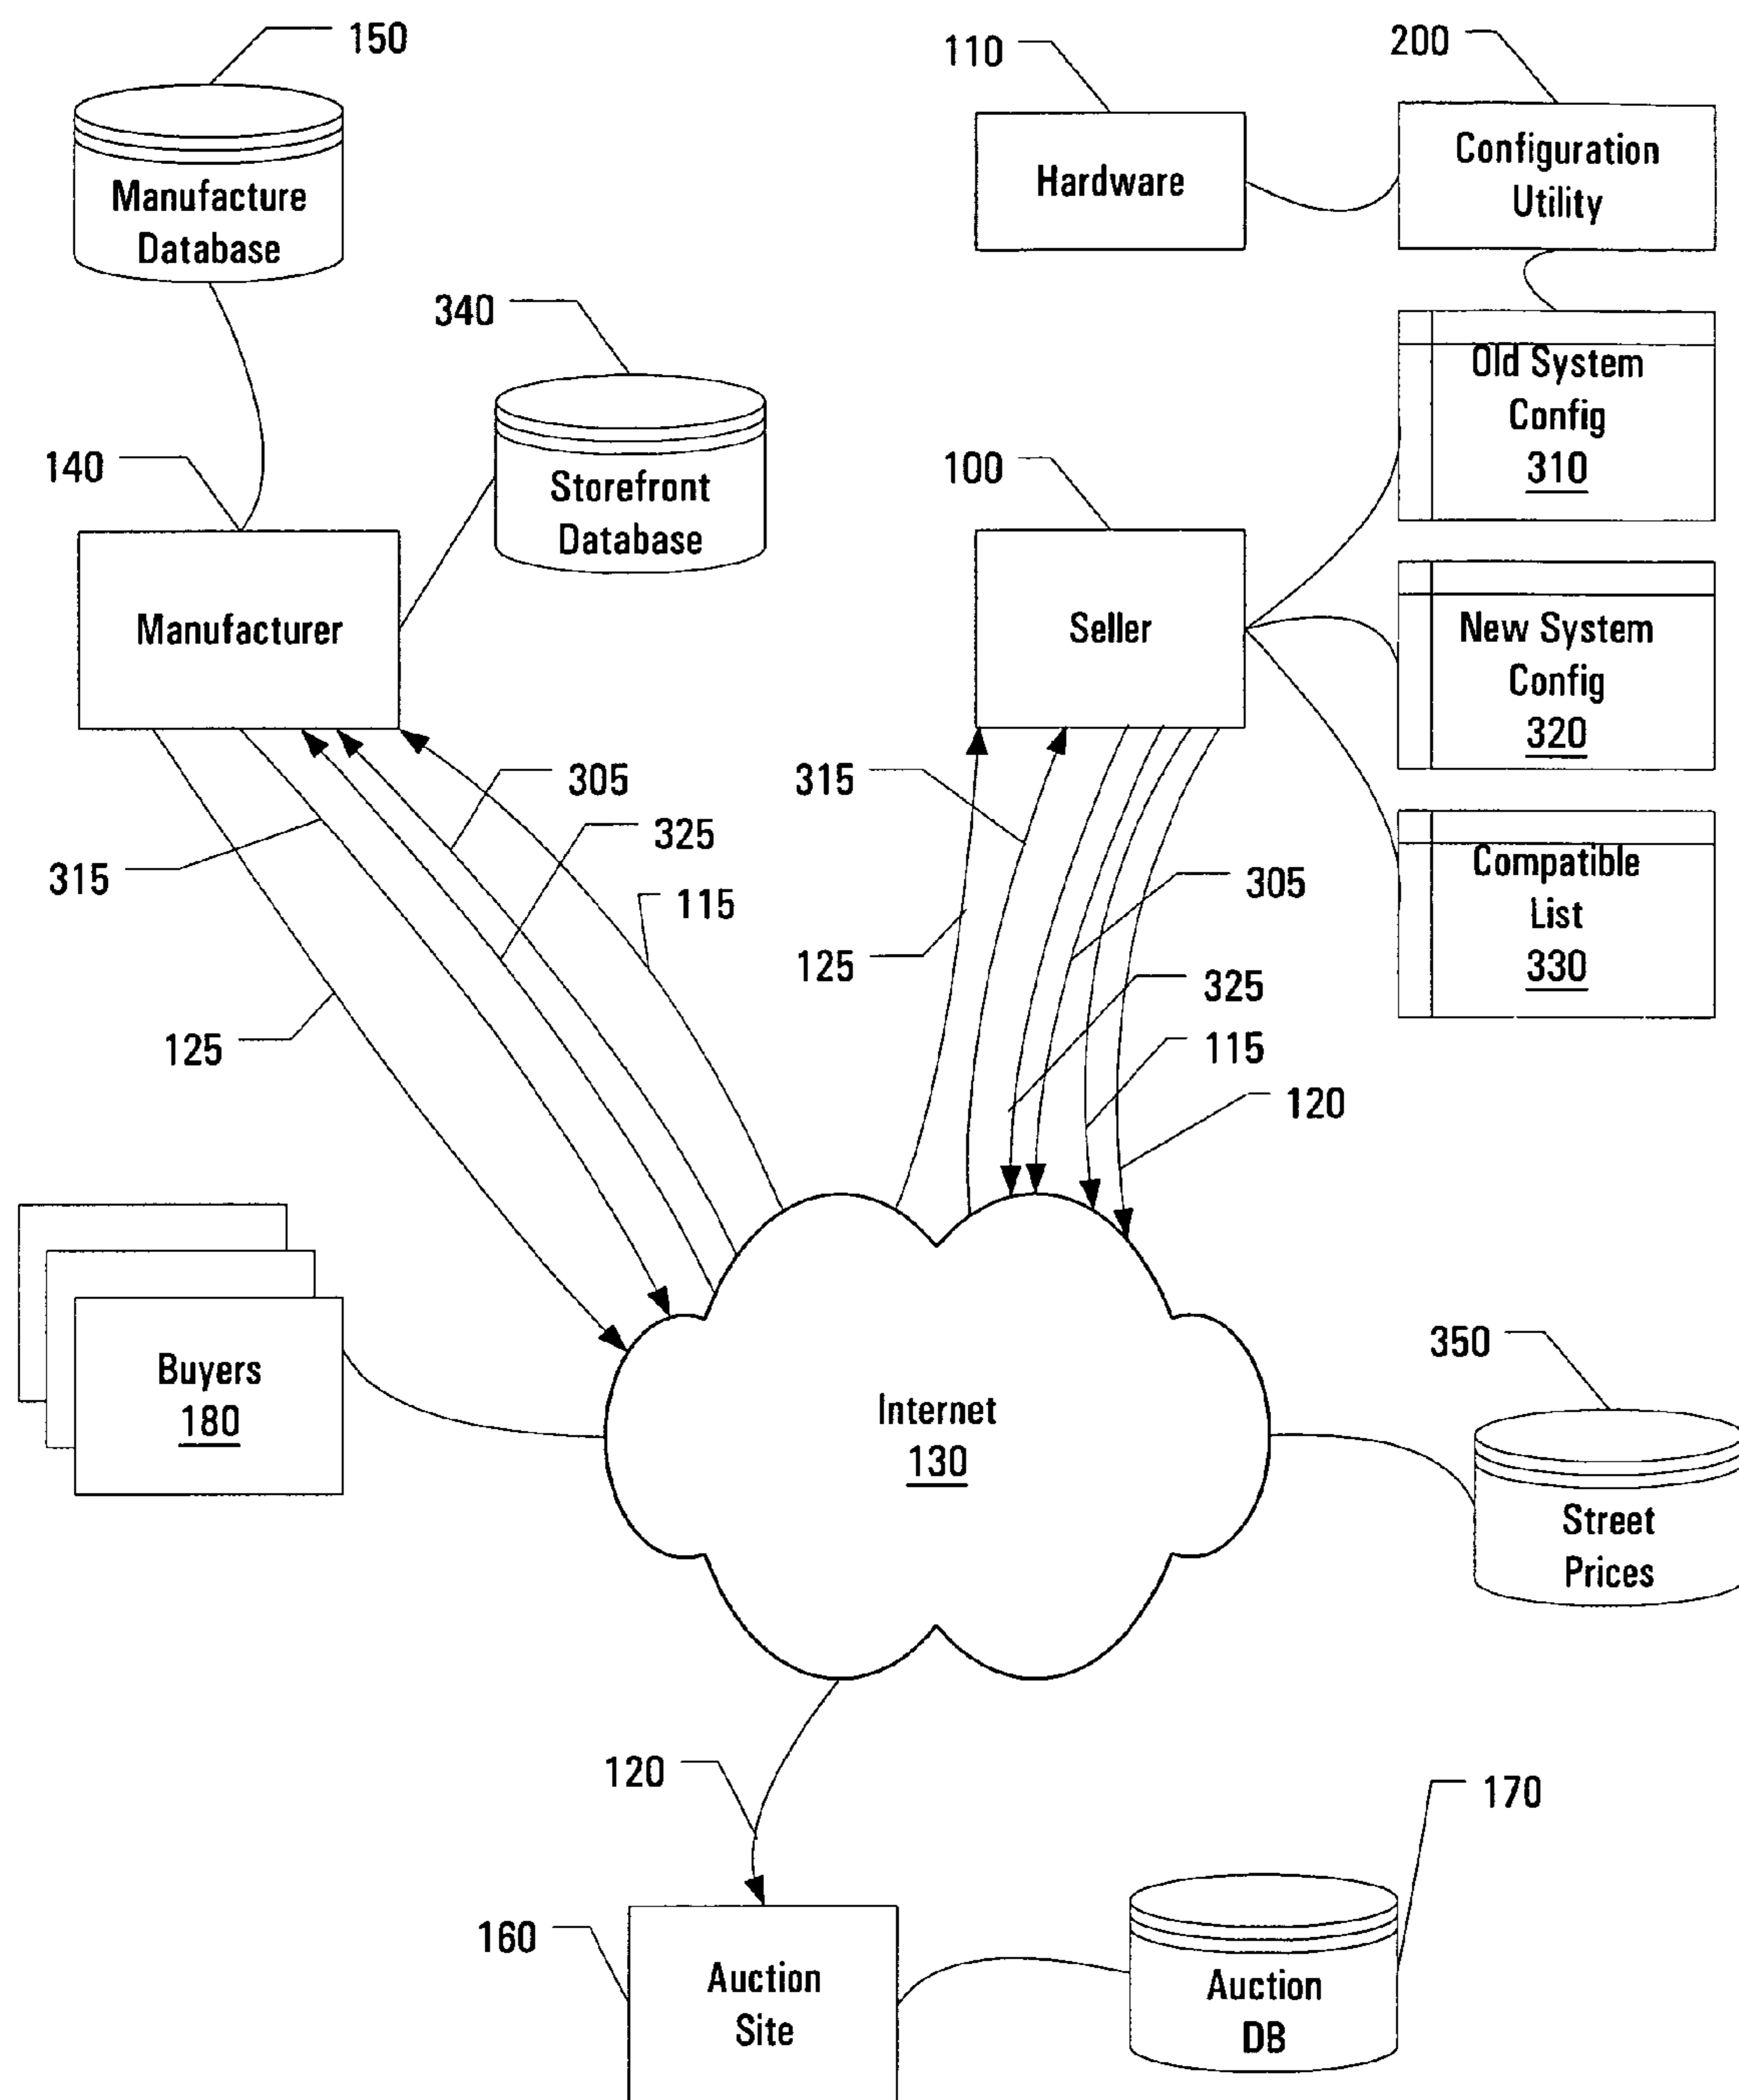 150
110
200
Manufacture
Database
Hardware
Configuration
Utility
340
Old System
Config
310
140
Storefront
Database
100
Manufacturer
Seller
New System
Config
320
305
325
315
115
125
315
125
305
325
115
120
Compatible
List
330
Buyers
180
Internet
130
350
Street
Prices
120
170
160
Auction
Site
Auction
DB